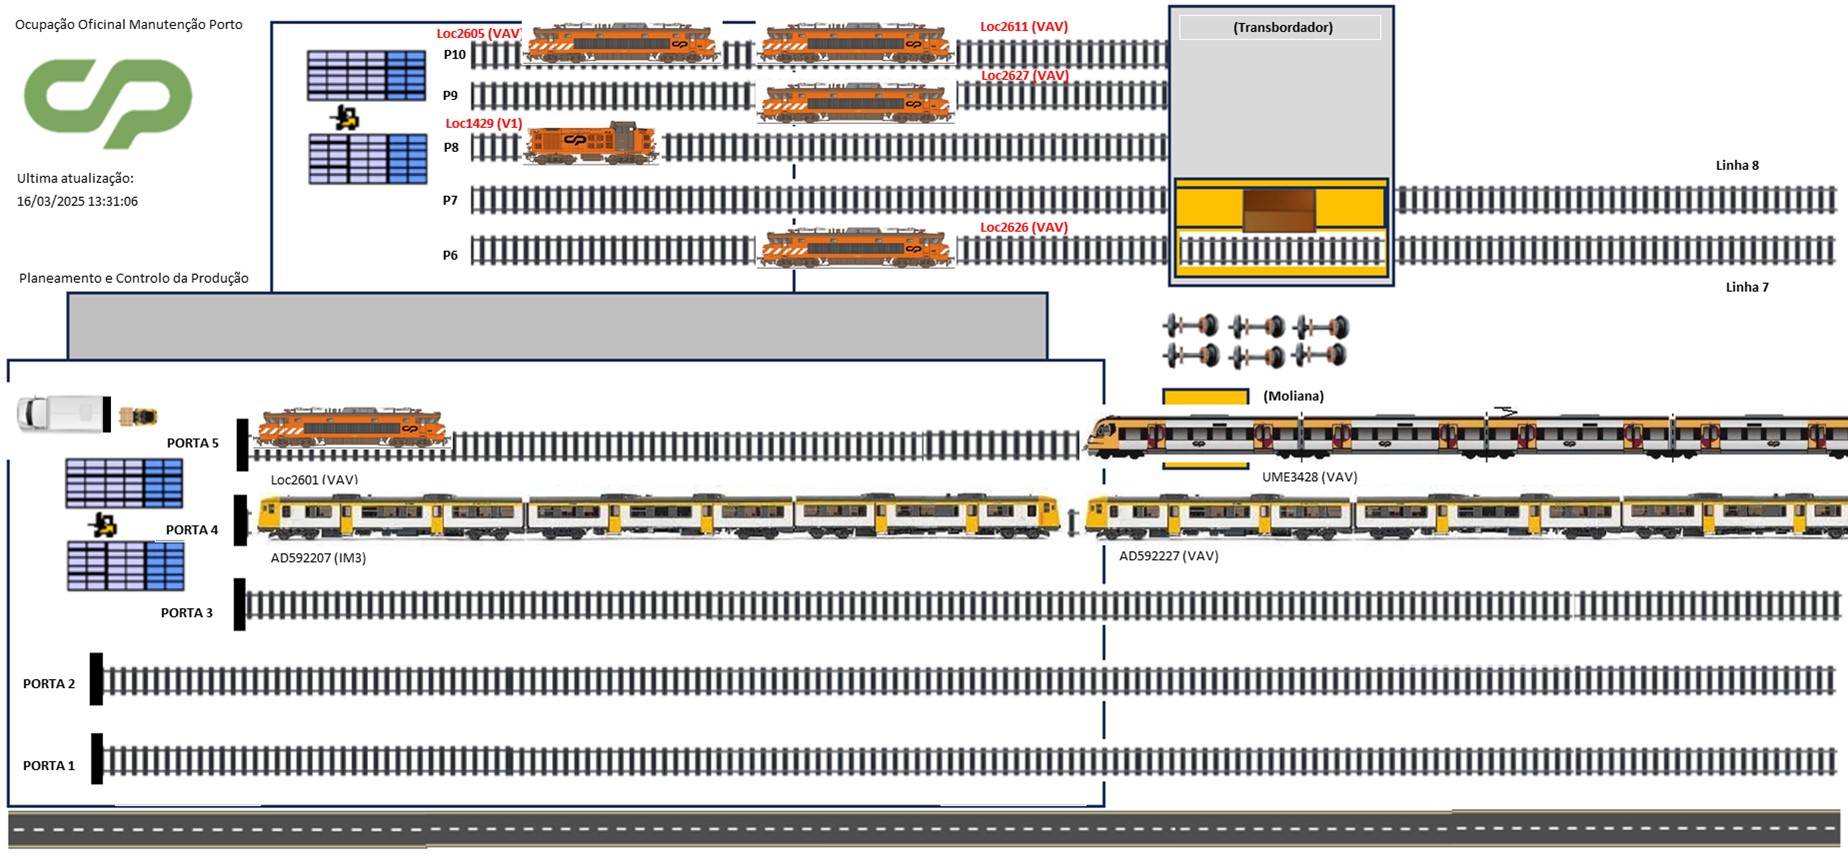 Ocupação Oficinal Manutenção Porto
Ultima atualização:
16/03/2025 13:31:06
Planeamento e Controlo da Produção
Loc2605 (VAV)
Loc2611 (VAV)
P10
Loc2627 (VAV)
P9
Loc1429 (V1)
P8
P7
Loc2626 (VAV)
P6
(Transbordador)
Linha 8
Linha 7
(Moliana)
PORTA 5
Loc2601 (VAV)
UME3428 (VAV)
PORTA 4
AD592207 (IM3)
AD592227 (VAV)
PORTA 3
PORTA 2
PORTA 1